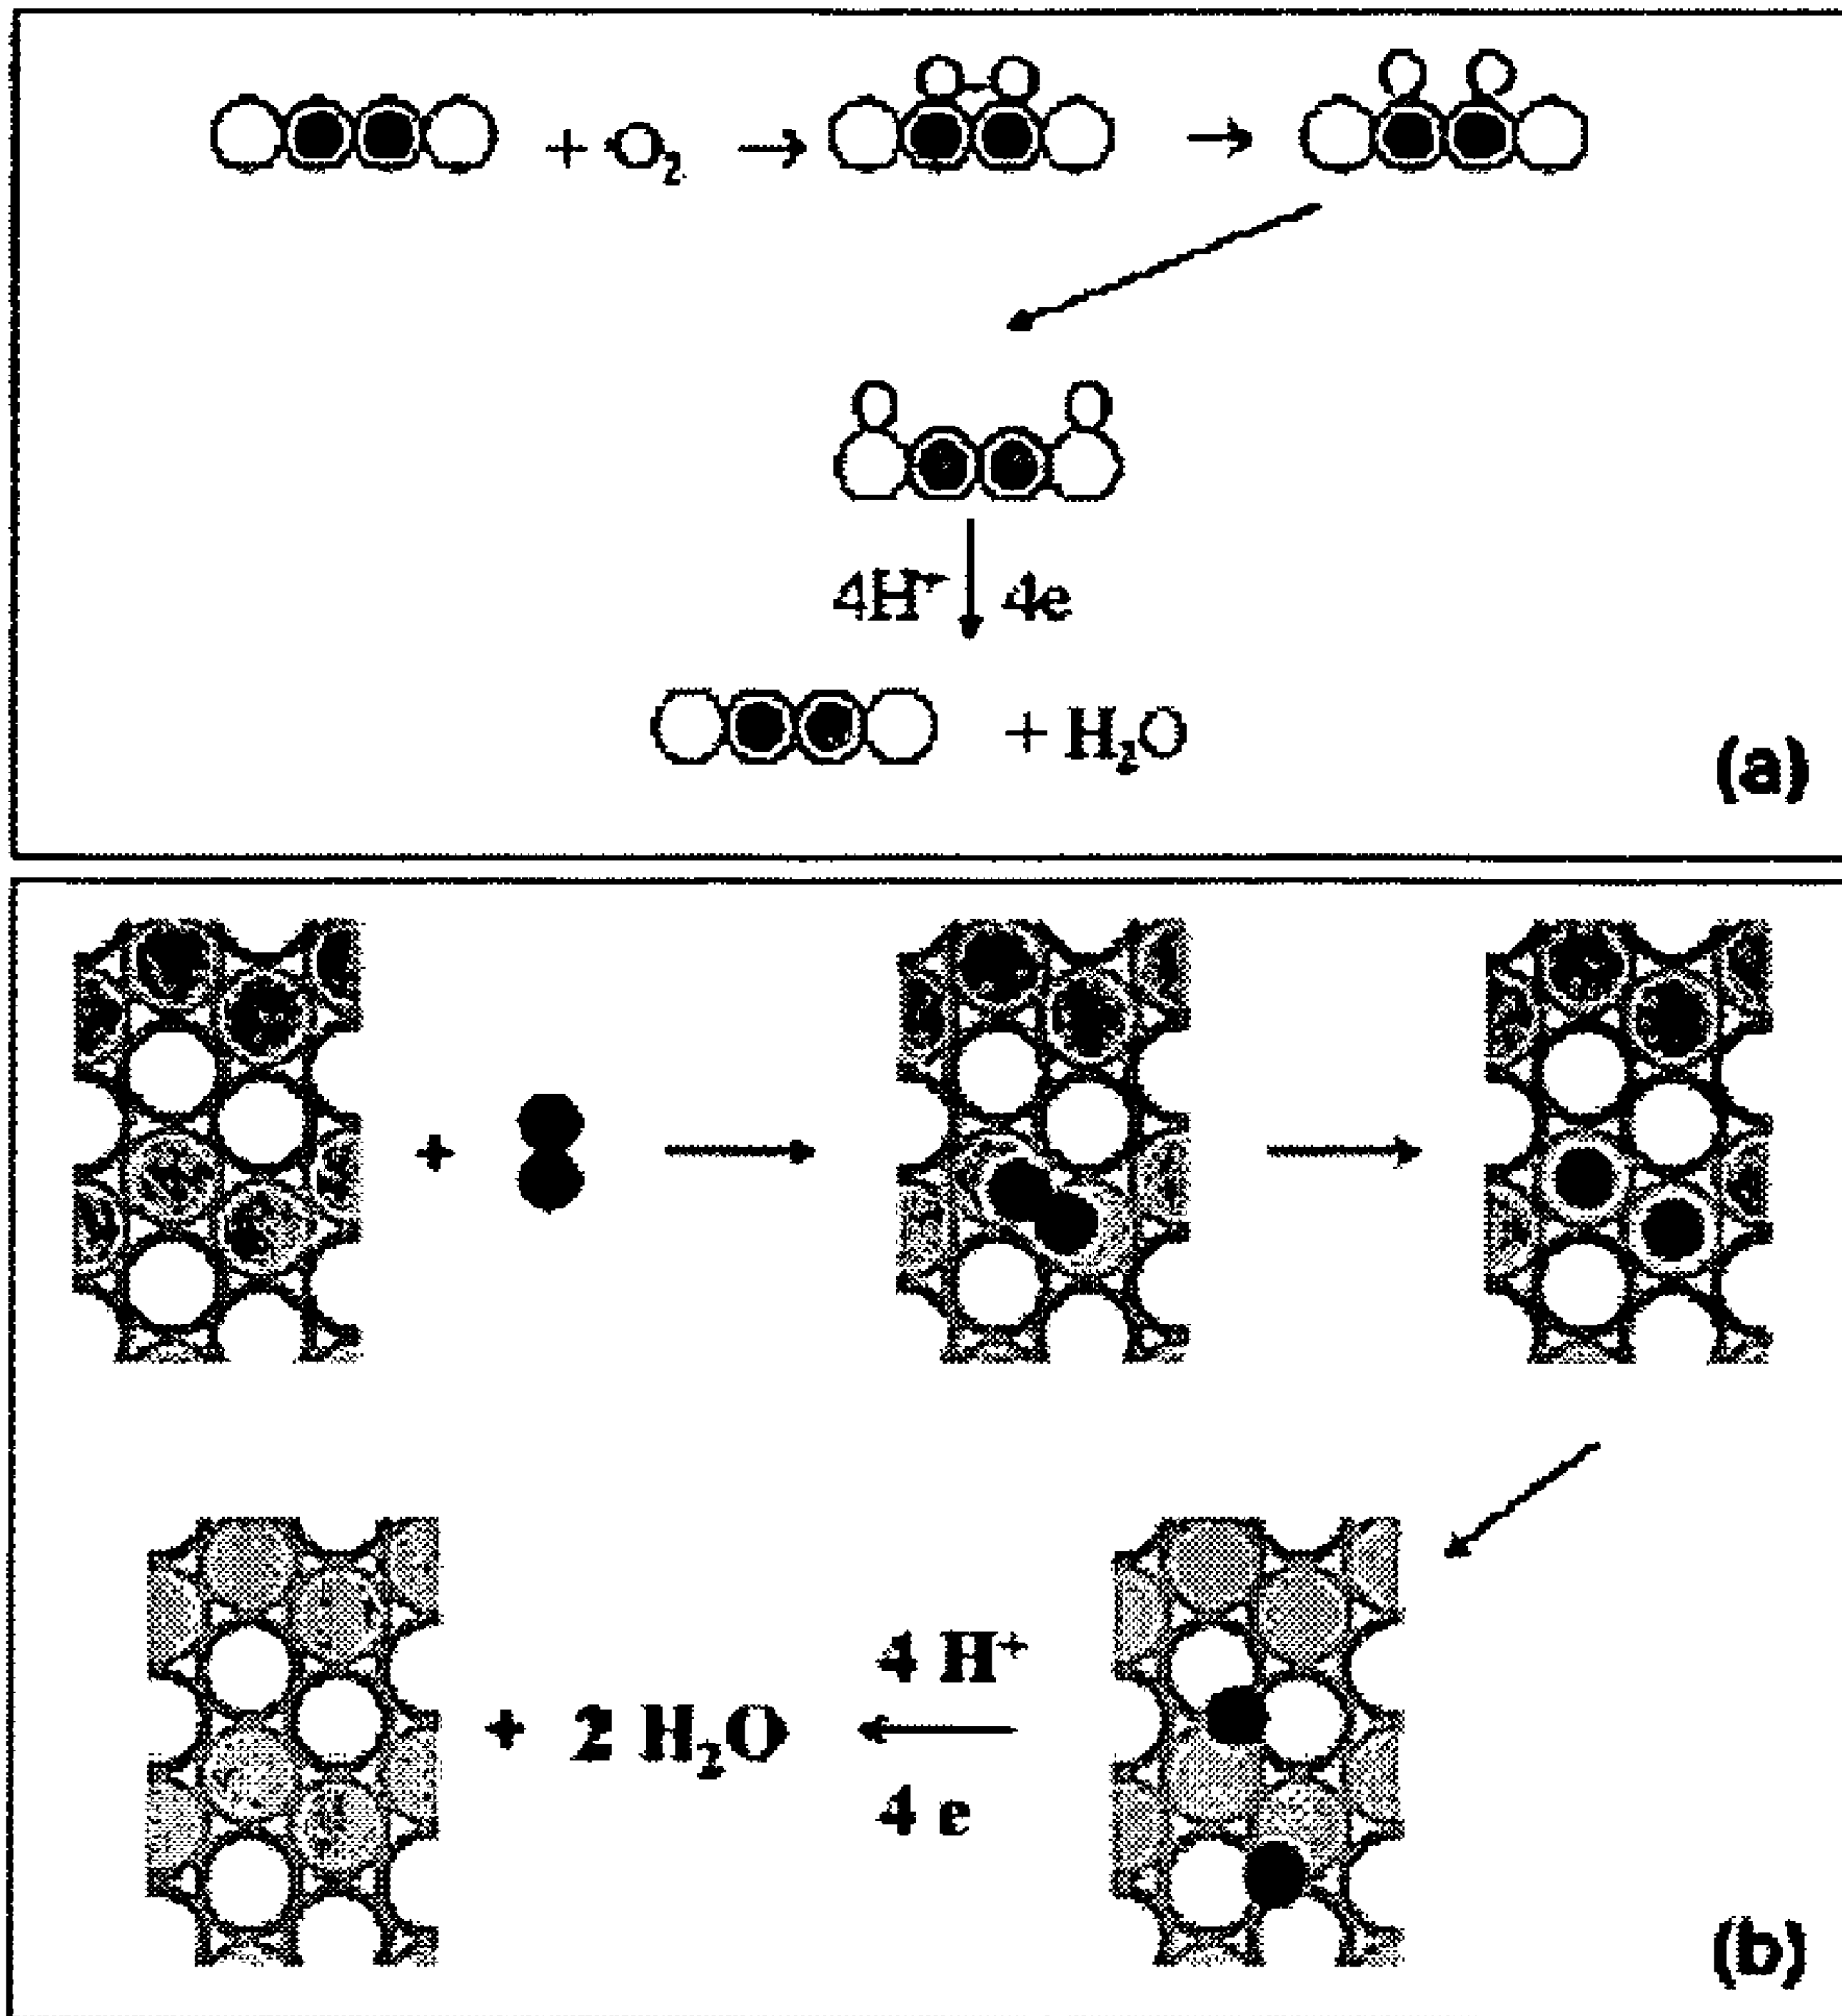 + O₂
4H⁺ 4e
+ H₂O
(a)
+
4 H⁺
+ 2 H₂O
4 e
(b)